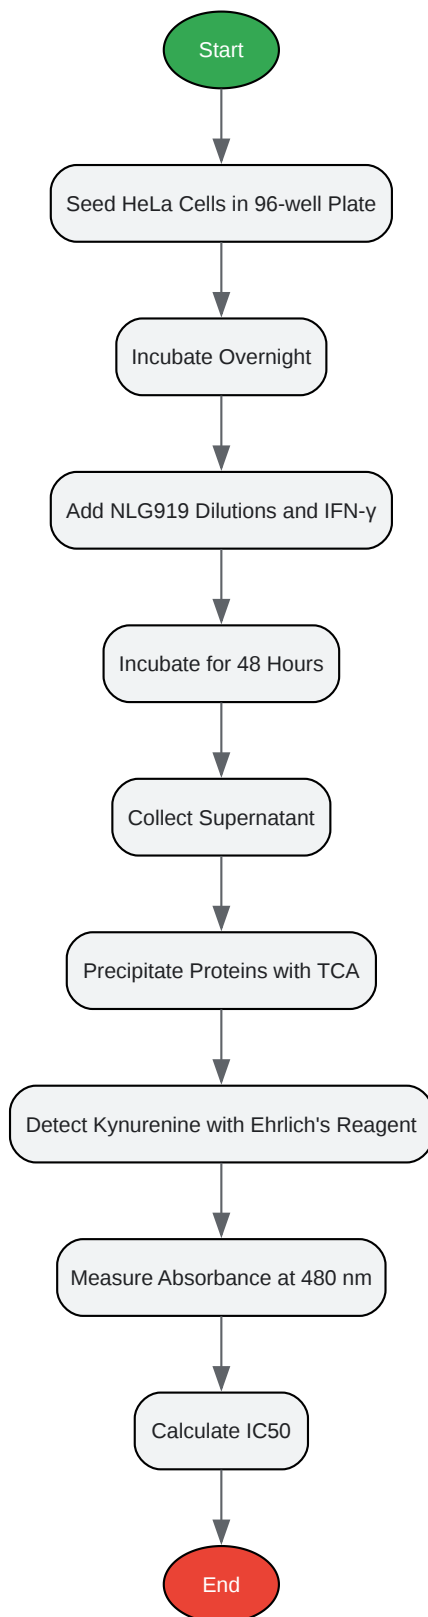 Start
Seed HeLa Cells in 96-well Plate
Incubate Overnight
Add NLG919 Dilutions and IFN-γ
Incubate for 48 Hours
Collect Supernatant
Precipitate Proteins with TCA
Detect Kynurenine with Ehrlich's Reagent
Measure Absorbance at 480 nm
Calculate IC50
End